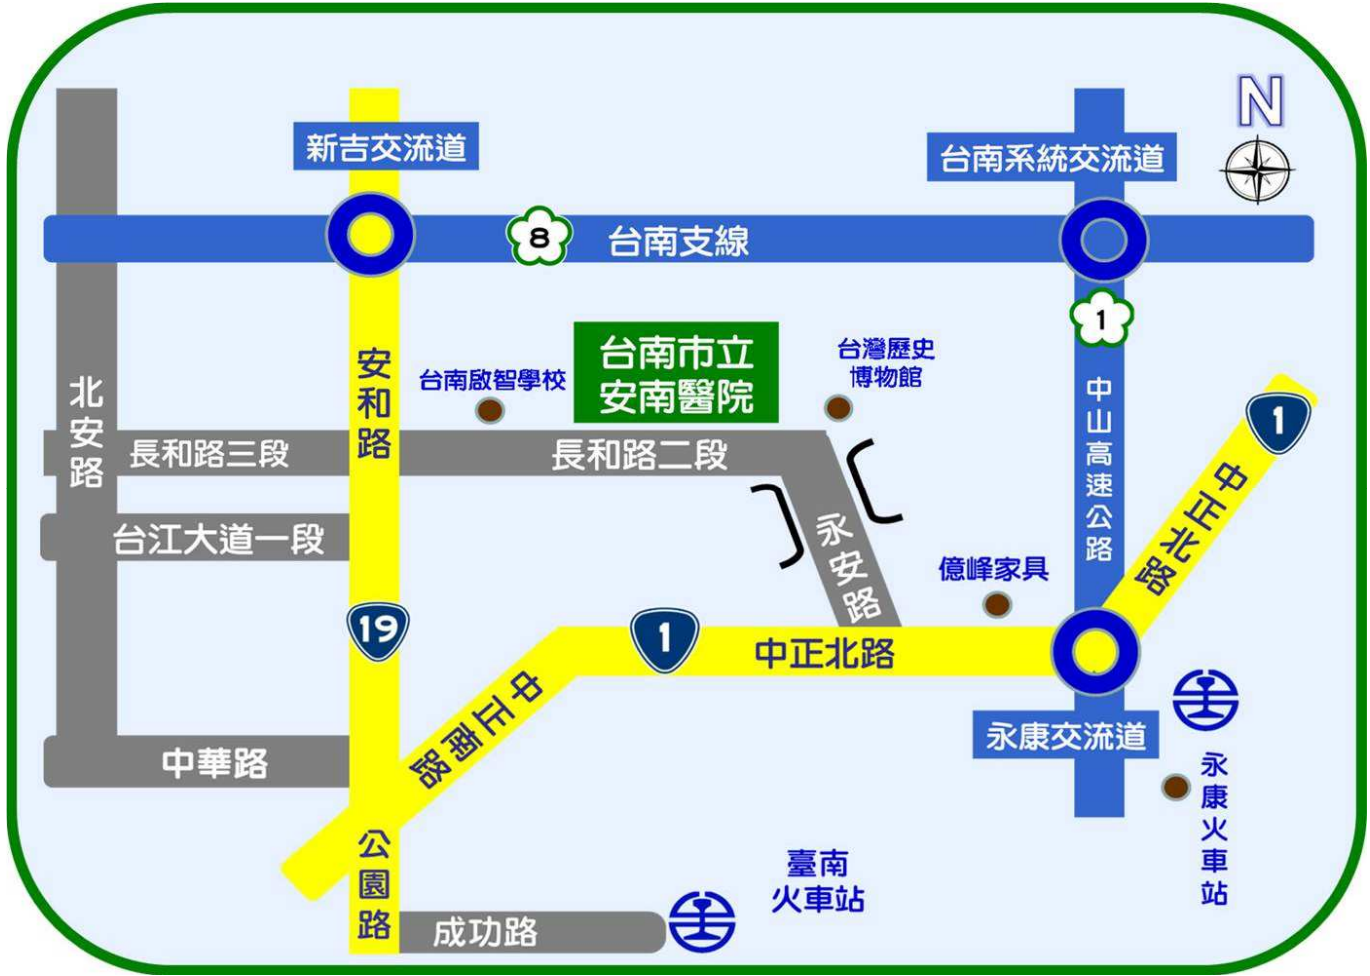 N
新吉交流道
台南系統交流道
8
台南支線
1
台南市立
安南醫院
台灣歷史
博物館
台南啟智學校
安和路
北安路
中山高速公路
1
中正北路
長和路三段
長和路二段
台江大道一段
永安路
億峰家具
19
1
中正北路
中正南路
永康交流道
中華路
永康火車站
公園路
臺南
火車站
成功路